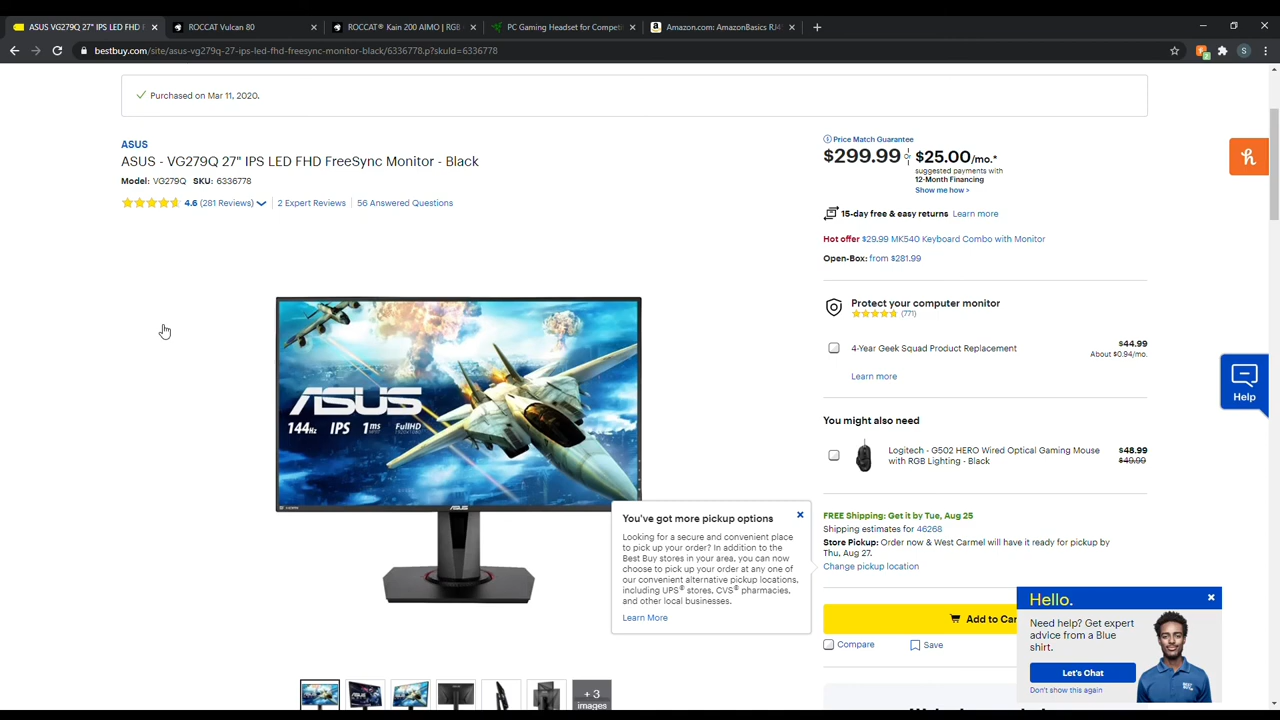 ASUS VG279Q 27" IPS LED FHD F
ROCCAT Vulcan 80
ROCCAT® Kain 200 AIMO | RGB
PC Gaming Headset for Competi
Amazon.com: AmazonBasics RJ45
bestbuy.com/site/asus-vg279q-27-ips-led-fhd-freesync-monitor-black/6336778.p?skuId=6336778
S
Purchased on Mar 11, 2020.
ASUS
ASUS - VG279Q 27" IPS LED FHD FreeSync Monitor - Black
Model: VG279Q SKU: 6336778
4.6 (281 Reviews)
2 Expert Reviews
56 Answered Questions
ASUS
144Hz IPS 1ms FullHD
ASUS
+ 3
images
Price Match Guarantee
$299.99
or
$25.00/mo.*
suggested payments with
12-Month Financing
Show me how >
15-day free & easy returns Learn more
Hot offer $29.99 MK540 Keyboard Combo with Monitor
Open-Box: from $281.99
Protect your computer monitor
(771)
4-Year Geek Squad Product Replacement
$44.99
About $0.94/mo.
Learn more
You might also need
Logitech - G502 HERO Wired Optical Gaming Mouse
with RGB Lighting - Black
$48.99
$49.99
FREE Shipping: Get it by Tue, Aug 25
Shipping estimates for 46268
Store Pickup: Order now & West Carmel will have it ready for pickup by
Thu, Aug 27.
Change pickup location
Add to Car
Compare
Save
You've got more pickup options
Looking for a secure and convenient place
to pick up your order? In addition to the
Best Buy stores in your area, you can now
choose to pick up your order at any one of
our convenient alternative pickup locations,
including UPS® stores, CVS® pharmacies,
and other local businesses.
Learn More
h
Help
Hello.
Need help? Get expert
advice from a Blue
shirt.
Let's Chat
Don't show this again